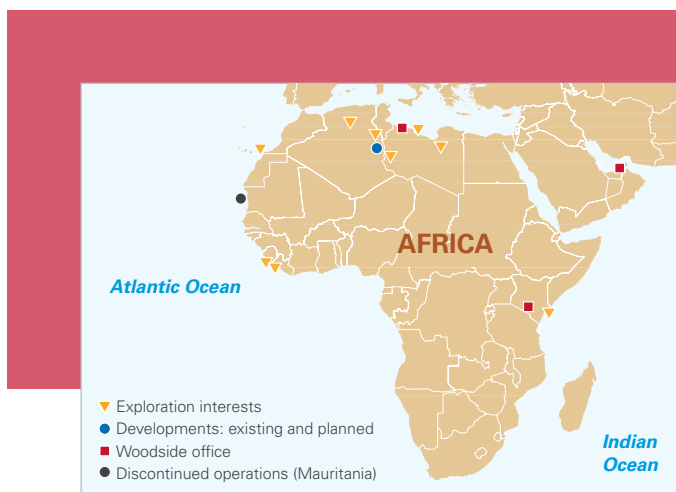 AFRICA
Atlantic Ocean
Exploration interests
Developments: existing and planned
Woodside office
Discontinued operations (Mauritania)
Indian
Ocean